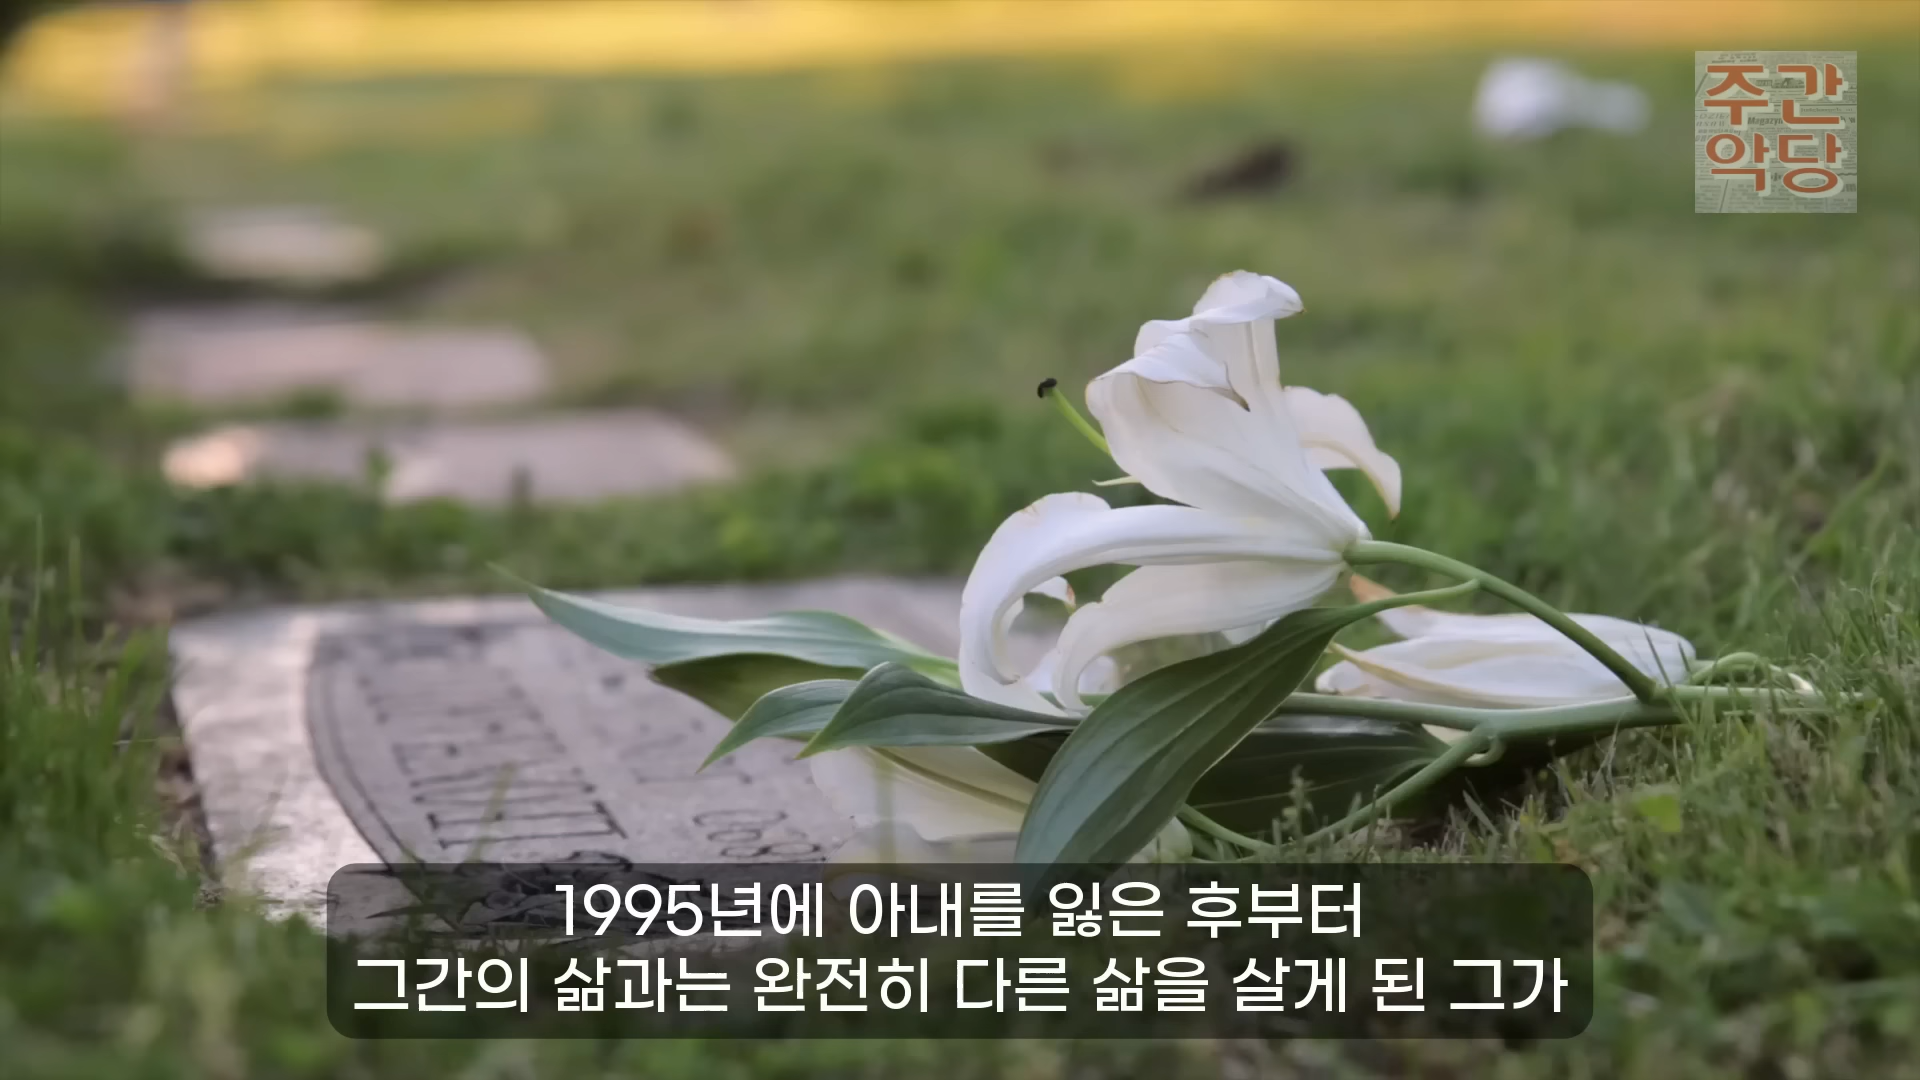 주간
악당
1995년에 아내를 잃은 후부터
그간의 삶과는 완전히 다른 삶을 살게 된 그가